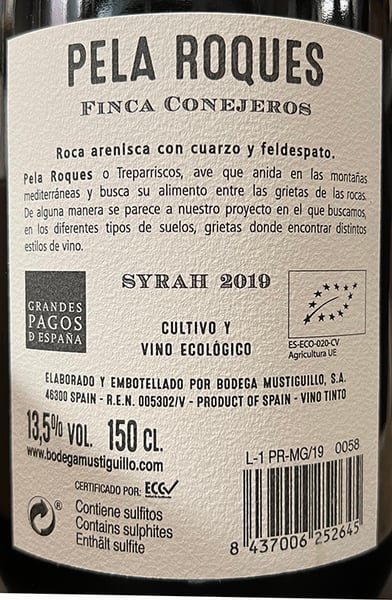 PELA ROQUES
FINCA CONEJEROS
Roca arenisca con cuarzo y feldespato.
Pela Roques o Treparriscos, ave que anida en las montañas
mediterráneas y busca su alimento entre las grietas de las rocas.
De alguna manera se parece a nuestro proyecto en el que buscamos,
en los diferentes tipos de suelos, grietas donde encontrar distintos
estilos de vino.
SYRAH 2019
GRANDES
PAGOS
D ESPAÑA
CULTIVO Y
VINO ECOLÓGICO
ES-ECO-020-CV
Agricultura UE
ELABORADO Y EMBOTELLADO POR BODEGA MUSTIGUILLO, S.A.
46300 SPAIN - R.E.N. 005302/V - PRODUCT OF SPAIN - VINO TINTO
13,5% VOL. 150 CL.
www.bodegamustiguillo.com
L-1 PR-MG/19 0058
CERTIFICADO POR: ECCV
Contiene sulfitos
Contains sulphites
Enthält sulfite
®
8 437006 252645